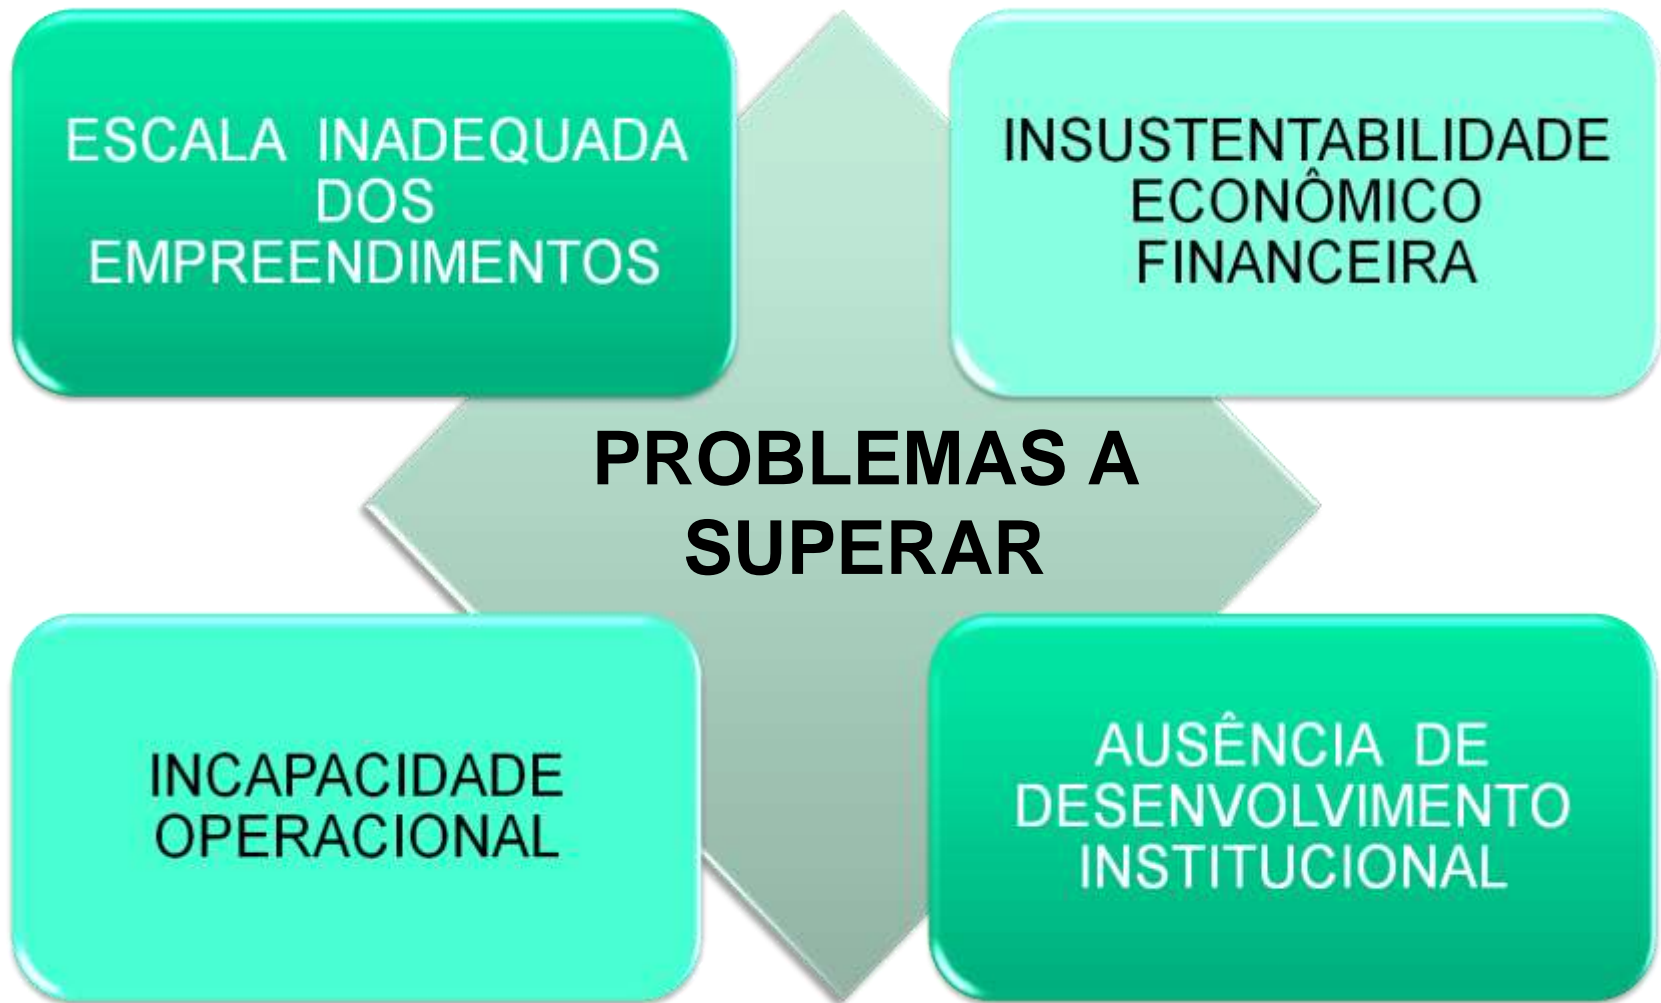 ESCALA INADEQUADA
DOS
EMPREENDIMENTOS
INSUSTENTABILIDADE
ECONÔMICO
FINANCEIRA
PROBLEMAS A
SUPERAR
INCAPACIDADE
OPERACIONAL
AUSÊNCIA DE
DESENVOLVIMENTO
INSTITUCIONAL